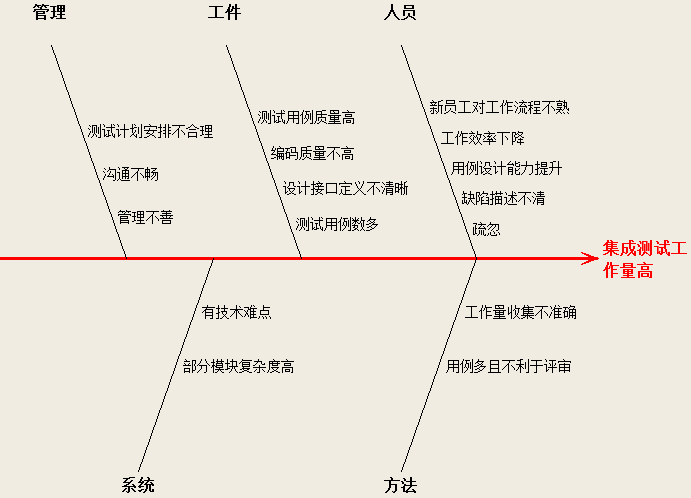 管理
工件
人员
测试计划安排不合理
沟通不畅
管理不善
测试用例质量高
编码质量不高
设计接口定义不清晰
测试用例数多
新员工对工作流程不熟
工作效率下降
用例设计能力提升
缺陷描述不清
疏忽
集成测试工
作量高
有技术难点
部分模块复杂度高
工作量收集不准确
用例多且不利于评审
系统
方法